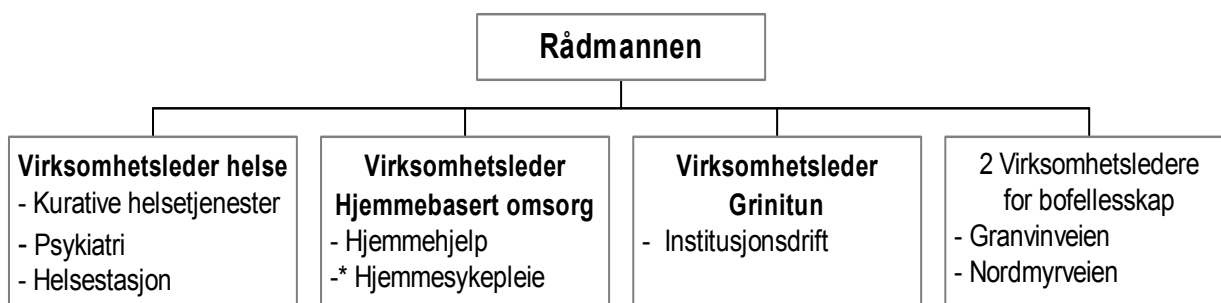 Rådmannen
Virksomhetsleder helse
- Kurative helsetjenester
- Psykiatri
- Helsestasjon
Virksomhetsleder
Hjemmebasert omsorg
- Hjemmehjelp
-* Hjemmesykepleie
Virksomhetsleder
Grinitun
- Institusjonsdrift
2 Virksomhetsledere
for bofellesskap
- Granvinveien
- Nordmyrveien